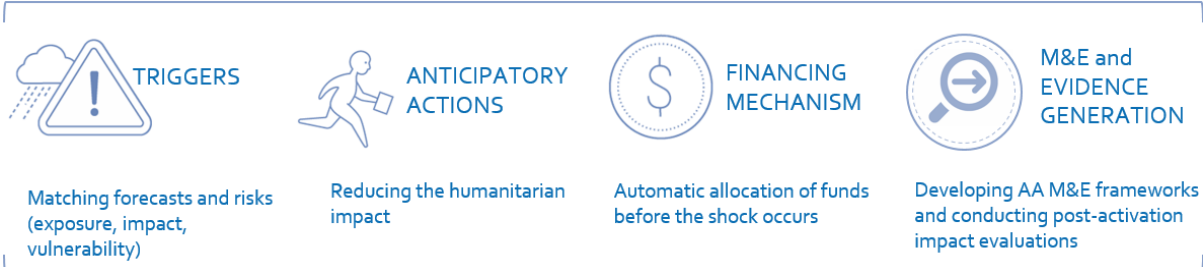 TRIGGERS
Matching forecasts and risks
(exposure, impact,
vulnerability)
ANTICIPATORY
ACTIONS
Reducing the humanitarian
impact
$
FINANCING
MECHANISM
Automatic allocation of funds
before the shock occurs
M&E and
EVIDENCE
GENERATION
Developing AA M&E frameworks
and conducting post-activation
impact evaluations